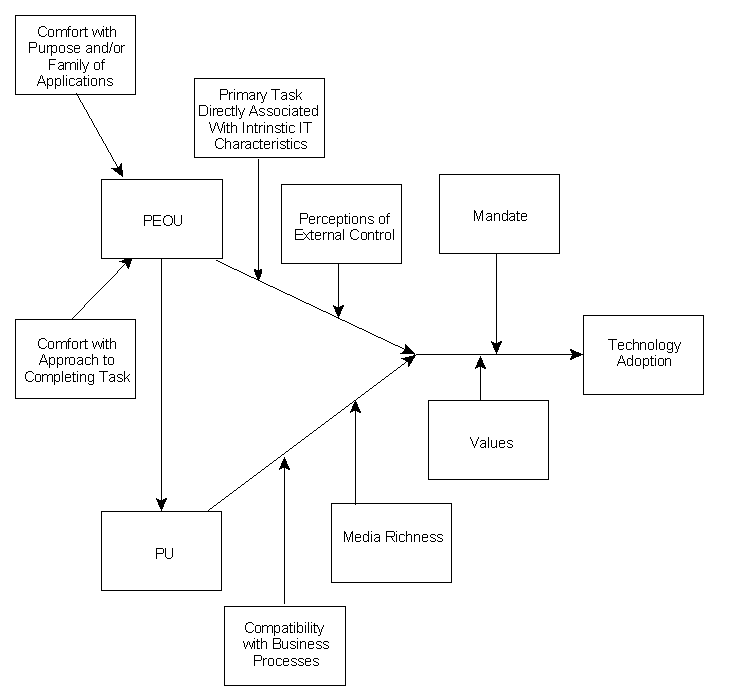 Comfort with
Purpose and/or
Family of
Applications
Primary Task
Directly Associated
With Intrinstic IT
Characteristics
PEOU
Perceptions of
External Control
Mandate
Comfort with
Approach to
Completing Task
Technology
Adoption
Values
PU
Media Richness
Compatibility
with Business
Processes